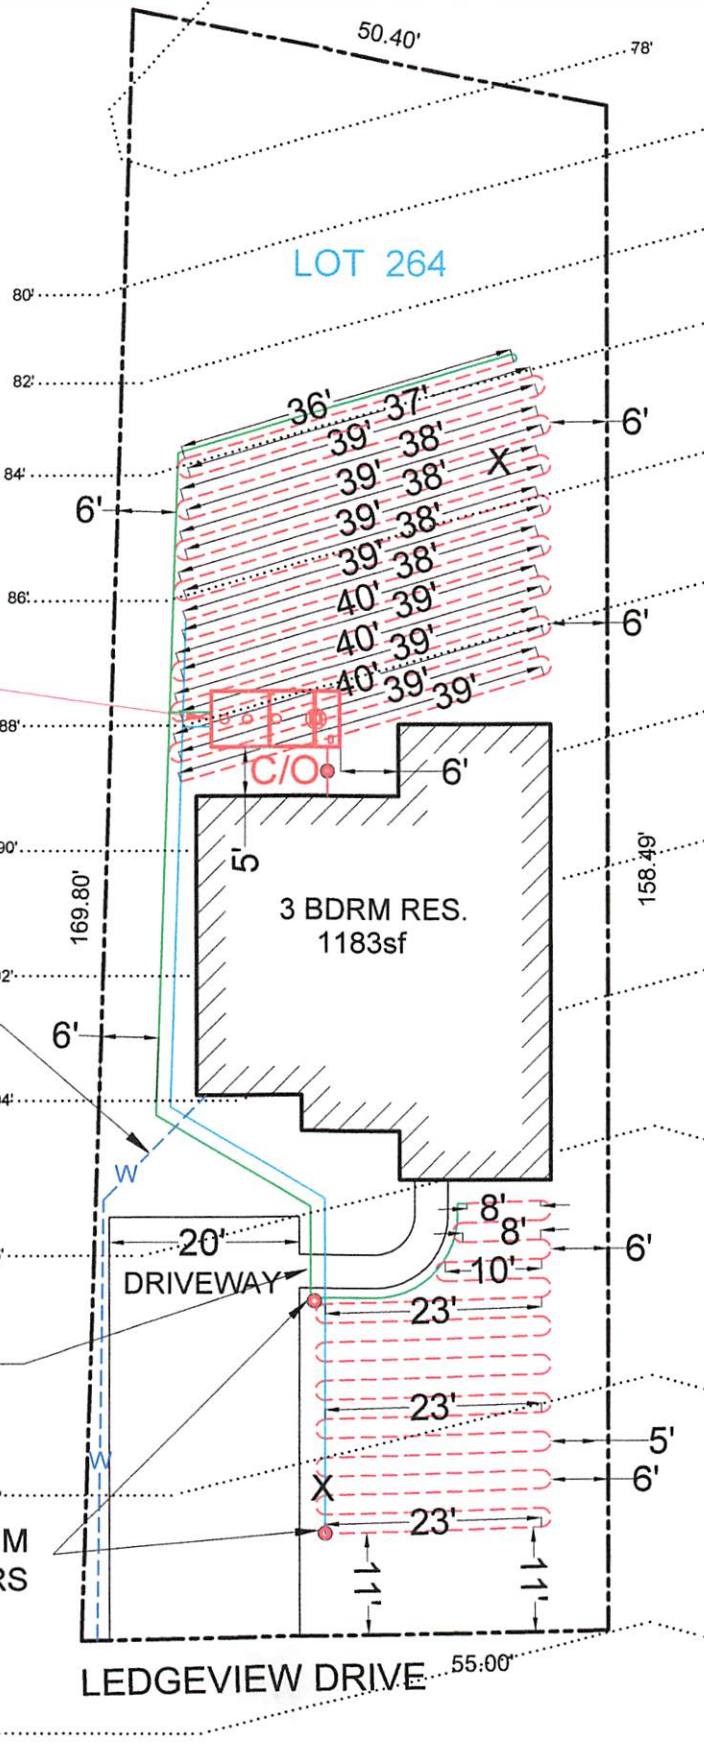 50.40'
78'
LOT 264
80'
82'
36'
37'
39' 38'
6'
84'
39' 38'
X
6'
39' 38'
39' 38'
86'
40' 39'
6'
40' 39'
40' 39' 39'
88'
C/O
6'
5'
90'
3 BDRM RES.
1183sf
169.80'
158.49'
6'
W
8'
8'
20'
6'
10'
DRIVEWAY
23'
23'
5'
W
6'
X
23'
M
RS
11'
11'
LEDGEVIEW DRIVE
55.00'